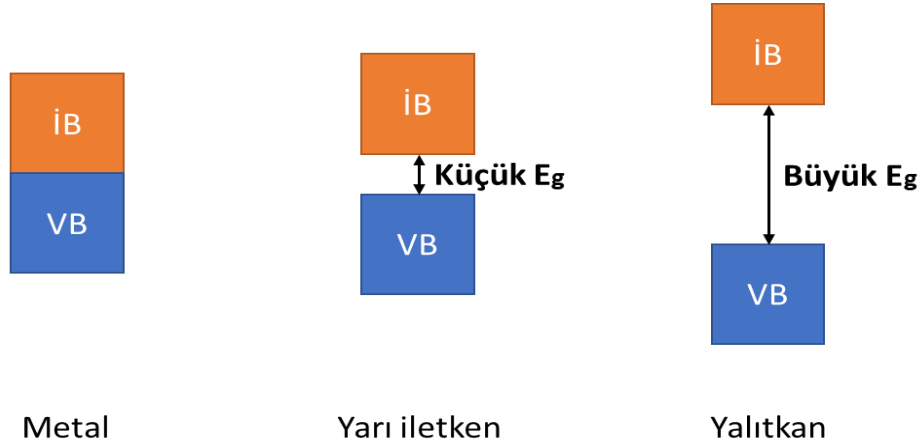 İB
VB
Metal
İB
Küçük Eg
VB
Yarı iletken
İB
Büyük Eg
VB
Yalıtkan